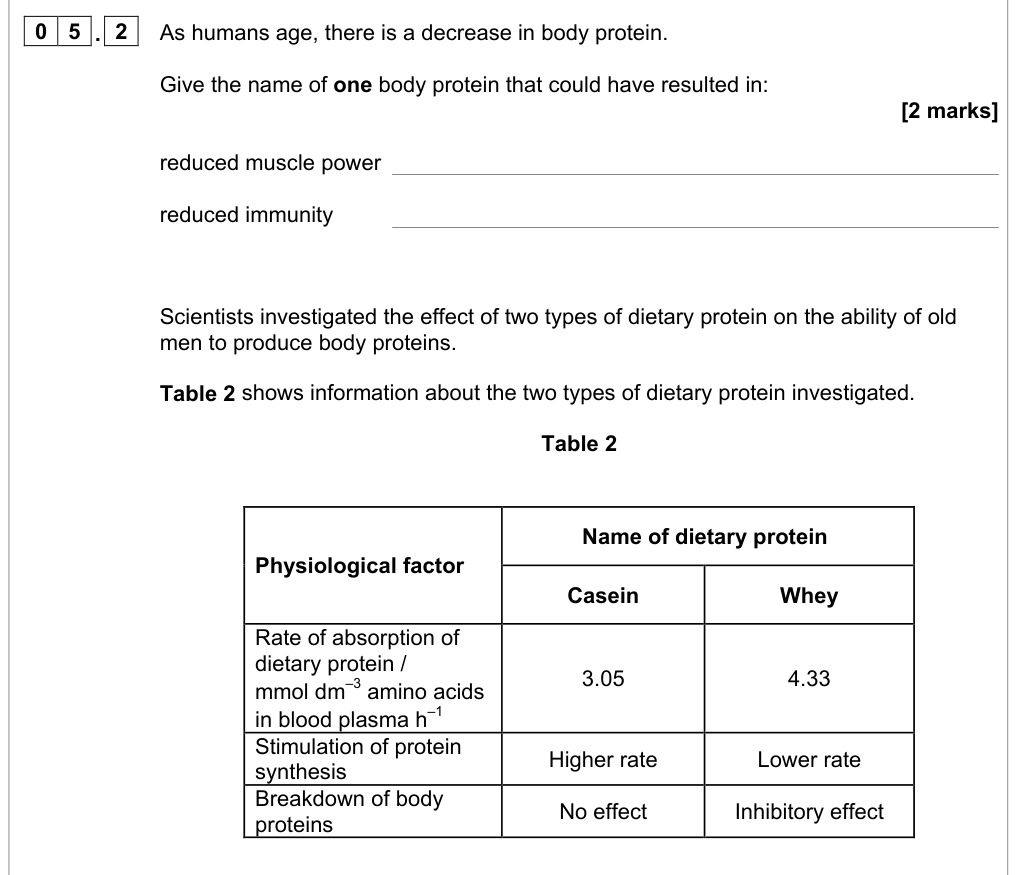 0 5 . 2 As humans age, there is a decrease in body protein.
Give the name of one body protein that could have resulted in:
[2 marks]
reduced muscle power
reduced immunity
Scientists investigated the effect of two types of dietary protein on the ability of old
men to produce body proteins.
Table 2 shows information about the two types of dietary protein investigated.
Table 2
Physiological factor
Name of dietary protein
Casein
Whey
Rate of absorption of
dietary protein /
mmol dm⁻³ amino acids
in blood plasma h⁻¹
3.05
4.33
Stimulation of protein
synthesis
Higher rate
Lower rate
Breakdown of body
proteins
No effect
Inhibitory effect